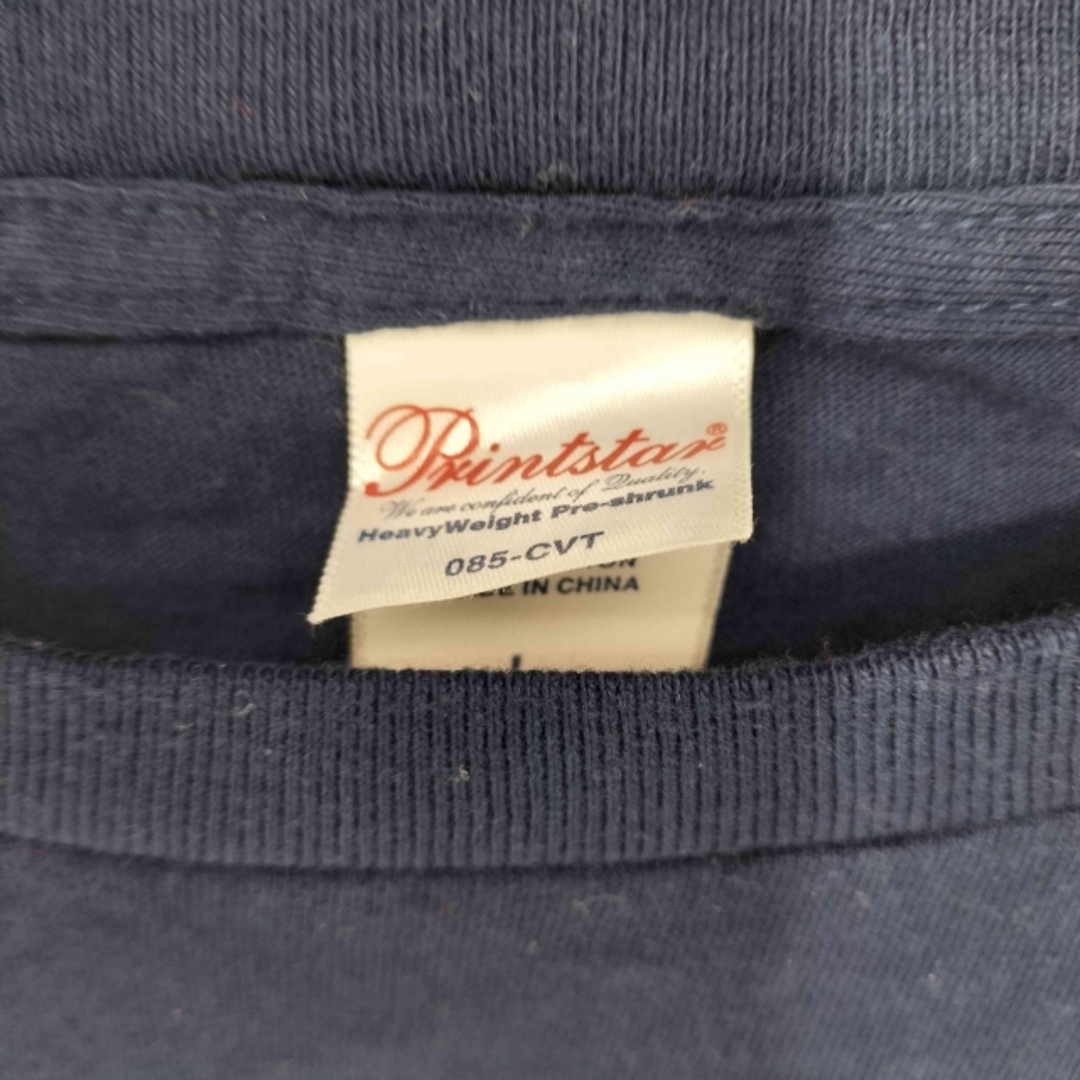 Printstar®
We are confident of Quality.
HeavyWeight Pre-shrunk
085-CVT
IN CHINA